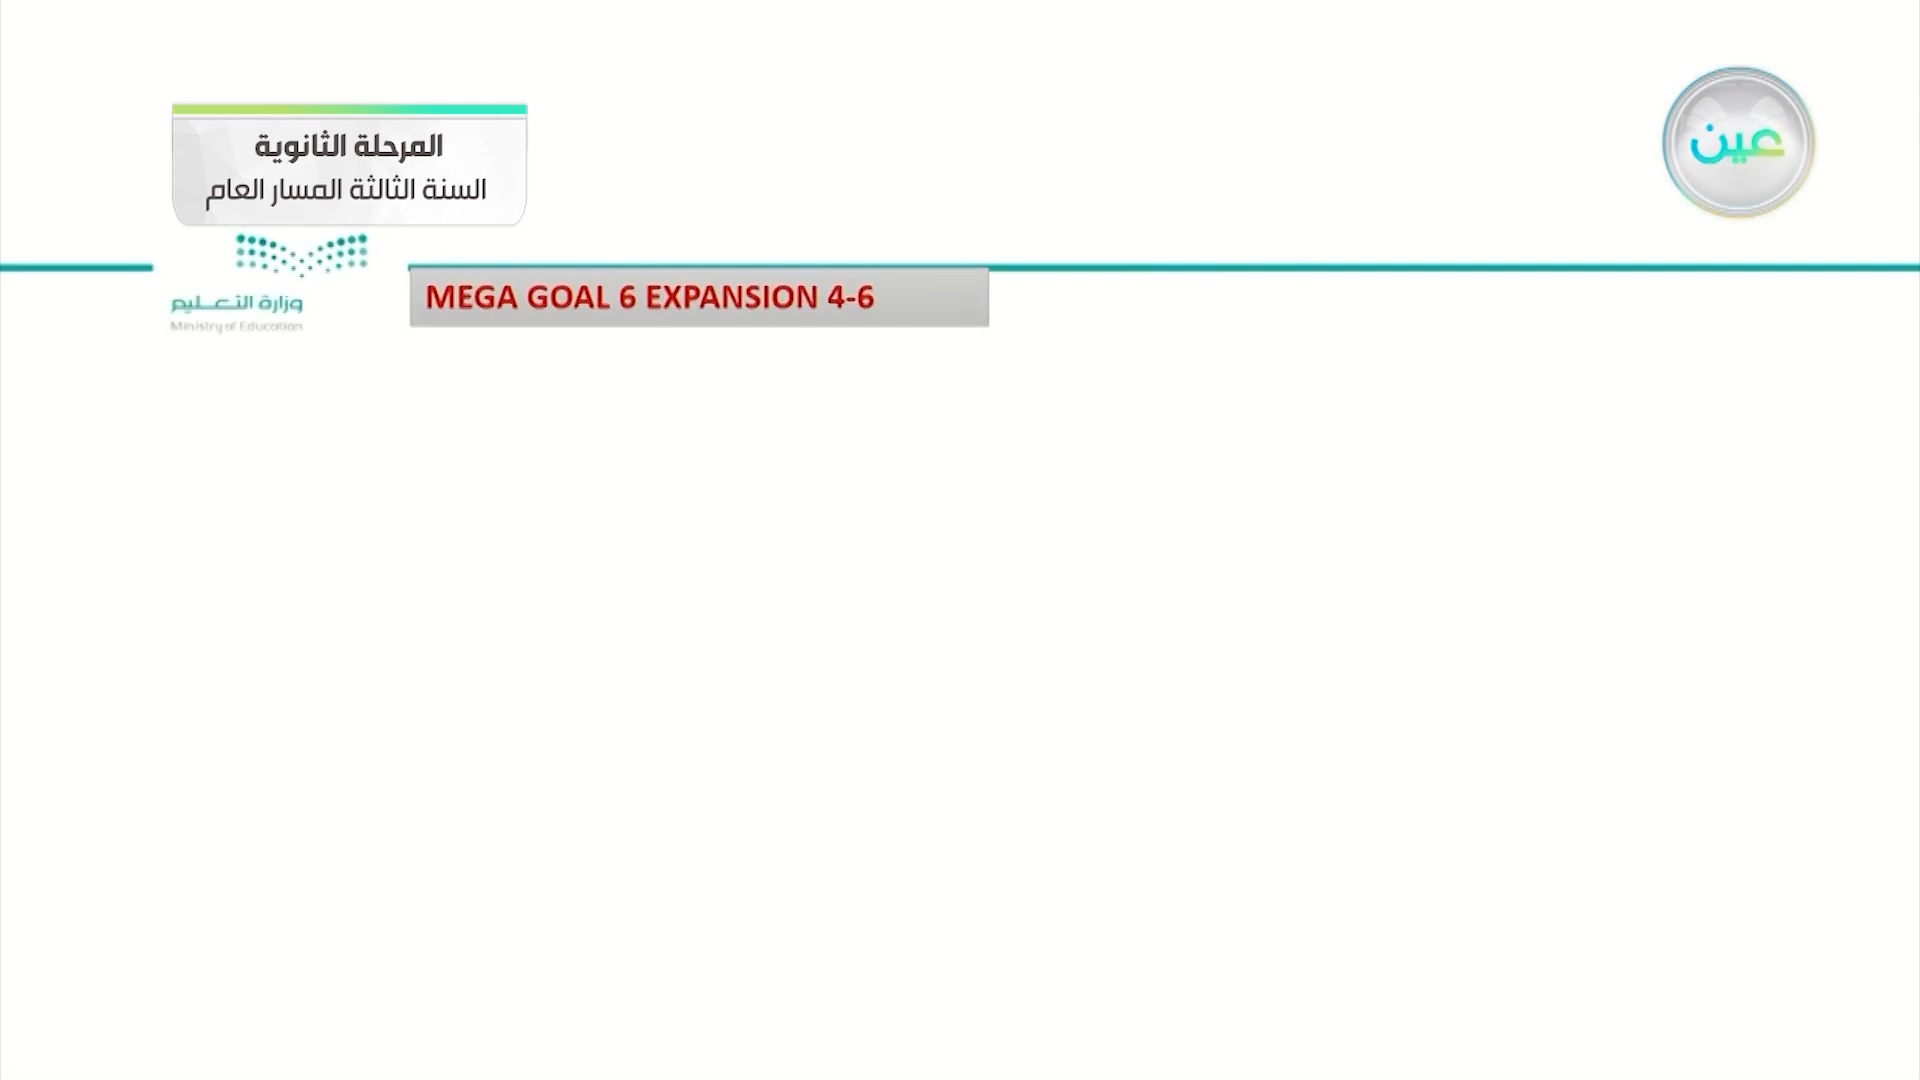 المرحلة الثانوية
السنة الثالثة المسار العام
عين
وزارة التعليم
Ministry of Education
MEGA GOAL 6 EXPANSION 4-6